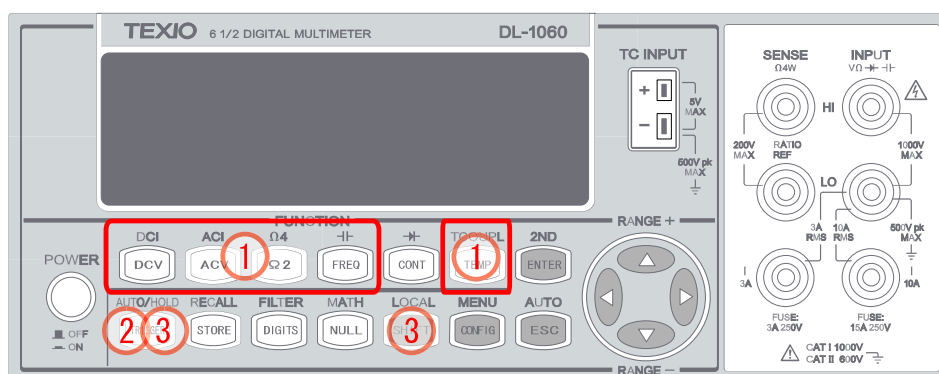 TEXIO 6 1/2 DIGITAL MULTIMETER DL-1060
TC INPUT
+
5V
MAX
−
500V pk
MAX
SENSE INPUT
Ω4W VΩ
HI
200V RATIO 1000V
MAX REF MAX
LO
3A 10A 500V pk
RMS RMS MAX
3A 10A
FUSE: FUSE:
3A 250V 15A 250V
CAT I 1000V
CAT II 600V
FUNCTION
DCI ACI Ω4 TCOUPL 2ND
POWER DCV ACV 1 Ω2 FREQ CONT 1 TEMP ENTER
OFF
ON
AUTO/HOLD RECALL FILTER MATH LOCAL MENU AUTO
2 3 STORE DIGITS NULL 3 SHIFT CONFIG ESC
RANGE +
RANGE −